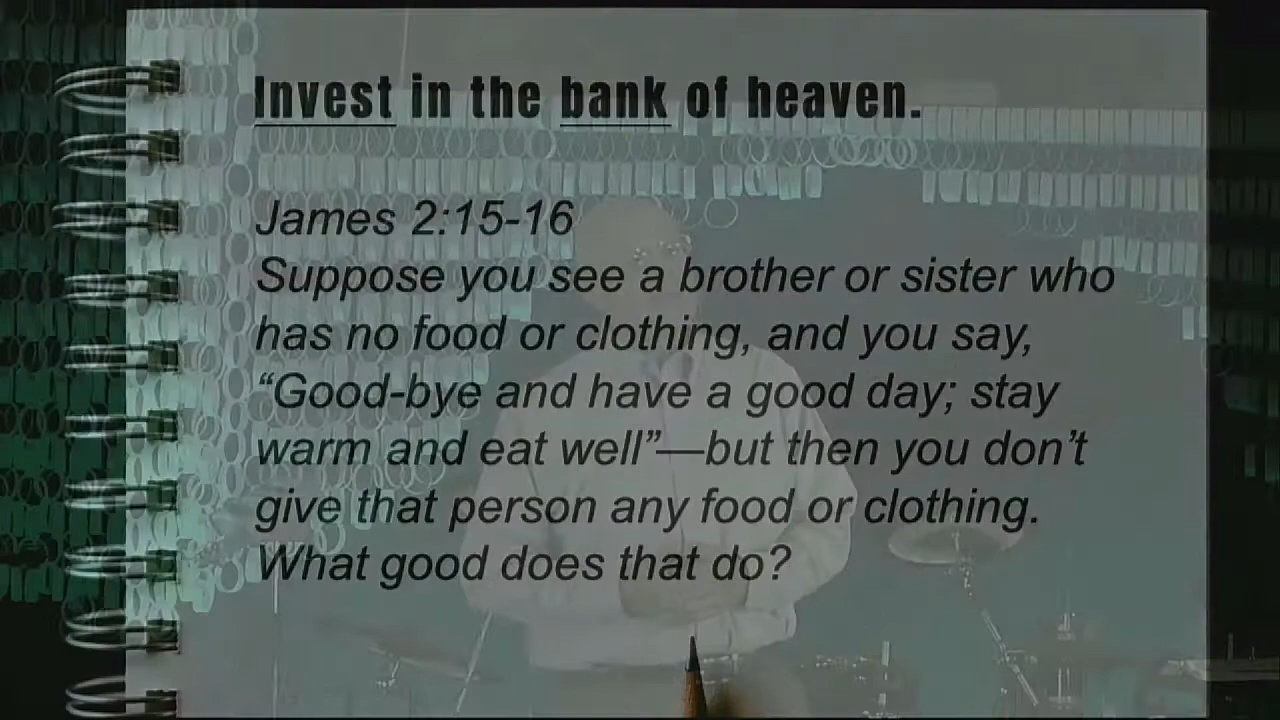 Invest in the bank of heaven.
James 2:15-16
Suppose you see a brother or sister who
has no food or clothing, and you say,
“Good-bye and have a good day; stay
warm and eat well”—but then you don’t
give that person any food or clothing.
What good does that do?